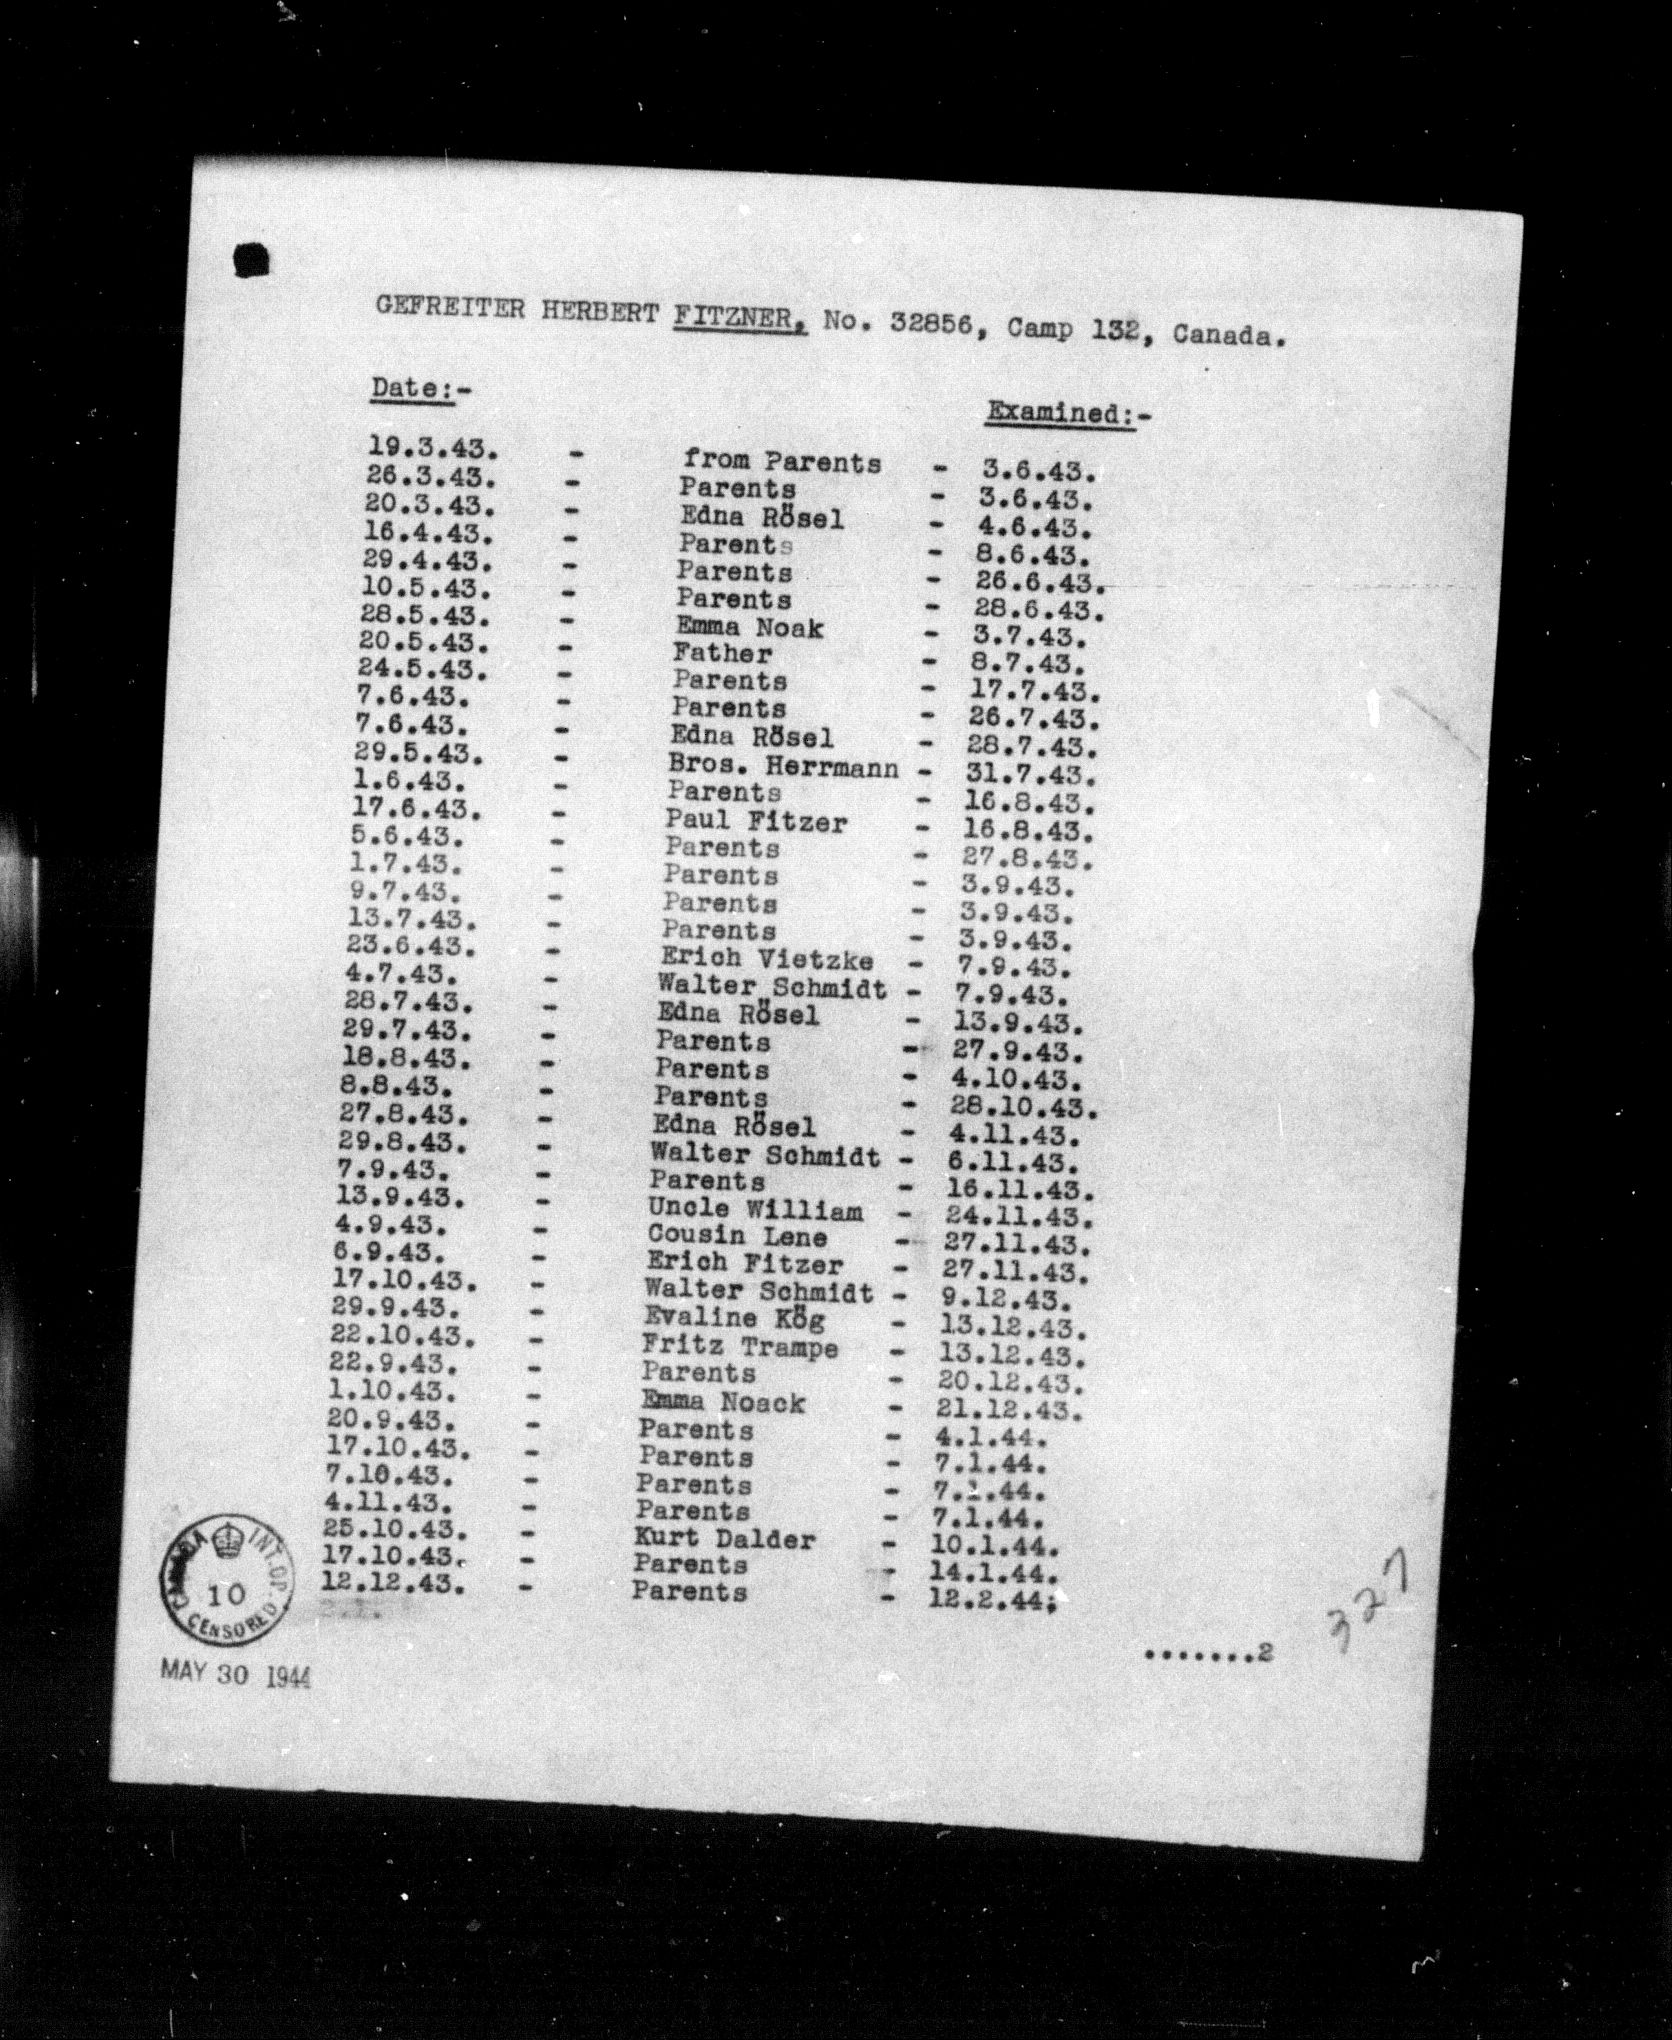 GEFREITER HERBERT FITZNER, No. 32856, Camp 132, Canada.
Date:- Examined:-
19.3.43. - from Parents - 3.6.43.
26.3.43. - Parents - 3.6.43.
20.3.43. - Edna Rösel - 4.6.43.
16.4.43. - Parents - 8.6.43.
29.4.43. - Parents - 26.6.43.
10.5.43. - Parents - 28.6.43.
28.5.43. - Emma Noak - 3.7.43.
20.5.43. - Father - 8.7.43.
24.5.43. - Parents - 17.7.43.
7.6.43. - Parents - 26.7.43.
7.6.43. - Edna Rösel - 28.7.43.
29.5.43. - Bros. Herrmann - 31.7.43.
1.6.43. - Parents - 16.8.43.
17.6.43. - Paul Fitzer - 16.8.43.
5.6.43. - Parents - 27.8.43.
1.7.43. - Parents - 3.9.43.
9.7.43. - Parents - 3.9.43.
13.7.43. - Parents - 3.9.43.
23.6.43. - Erich Vietzke - 7.9.43.
4.7.43. - Walter Schmidt - 7.9.43.
28.7.43. - Edna Rösel - 13.9.43.
29.7.43. - Parents - 27.9.43.
18.8.43. - Parents - 4.10.43.
8.8.43. - Parents - 28.10.43.
27.8.43. - Edna Rösel - 4.11.43.
29.8.43. - Walter Schmidt - 6.11.43.
7.9.43. - Parents - 16.11.43.
13.9.43. - Uncle William - 24.11.43.
4.9.43. - Cousin Lene - 27.11.43.
6.9.43. - Erich Fitzer - 27.11.43.
17.10.43. - Walter Schmidt - 9.12.43.
29.9.43. - Evaline Kög - 13.12.43.
22.10.43. - Fritz Trampe - 13.12.43.
22.9.43. - Parents - 20.12.43.
1.10.43. - Emma Noack - 21.12.43.
20.9.43. - Parents - 4.1.44.
17.10.43. - Parents - 7.1.44.
7.10.43. - Parents - 7.1.44.
4.11.43. - Parents - 7.1.44.
25.10.43. - Kurt Dalder - 10.1.44.
17.10.43. - Parents - 14.1.44.
12.12.43. - Parents - 12.2.44;
.......2
327
CANADA INT.OP.
10
CENSORED
MAY 30 1944